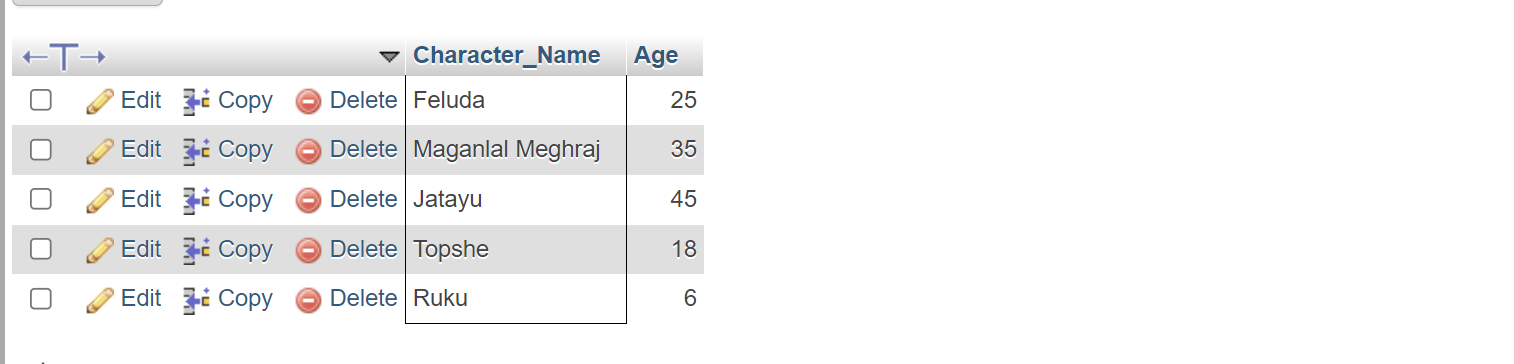 Character_Name Age
Edit Copy Delete Feluda 25
Edit Copy Delete Maganlal Meghraj 35
Edit Copy Delete Jatayu 45
Edit Copy Delete Topshe 18
Edit Copy Delete Ruku 6